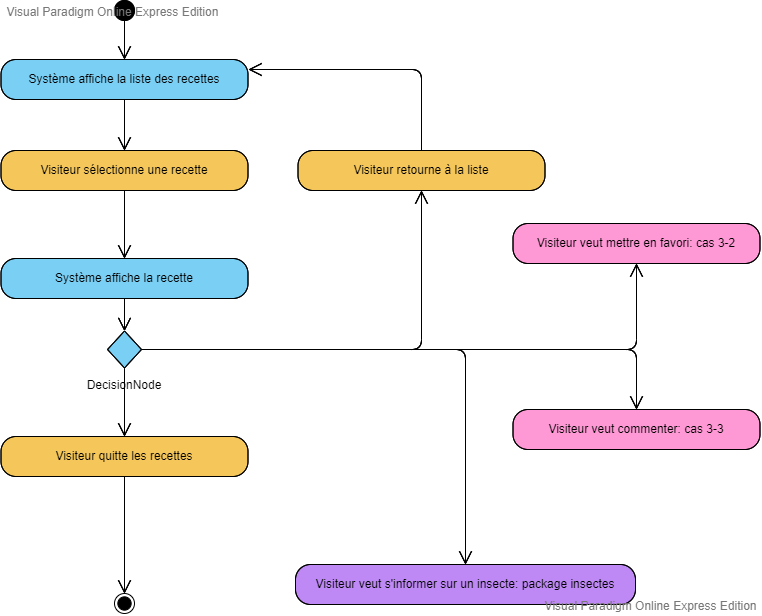 Visual Paradigm Online Express Edition
Système affiche la liste des recettes
Visiteur sélectionne une recette
Visiteur retourne à la liste
Visiteur veut mettre en favori: cas 3-2
Système affiche la recette
DecisionNode
Visiteur veut commenter: cas 3-3
Visiteur quitte les recettes
Visiteur veut s'informer sur un insecte: package insectes
Visual Paradigm Online Express Edition